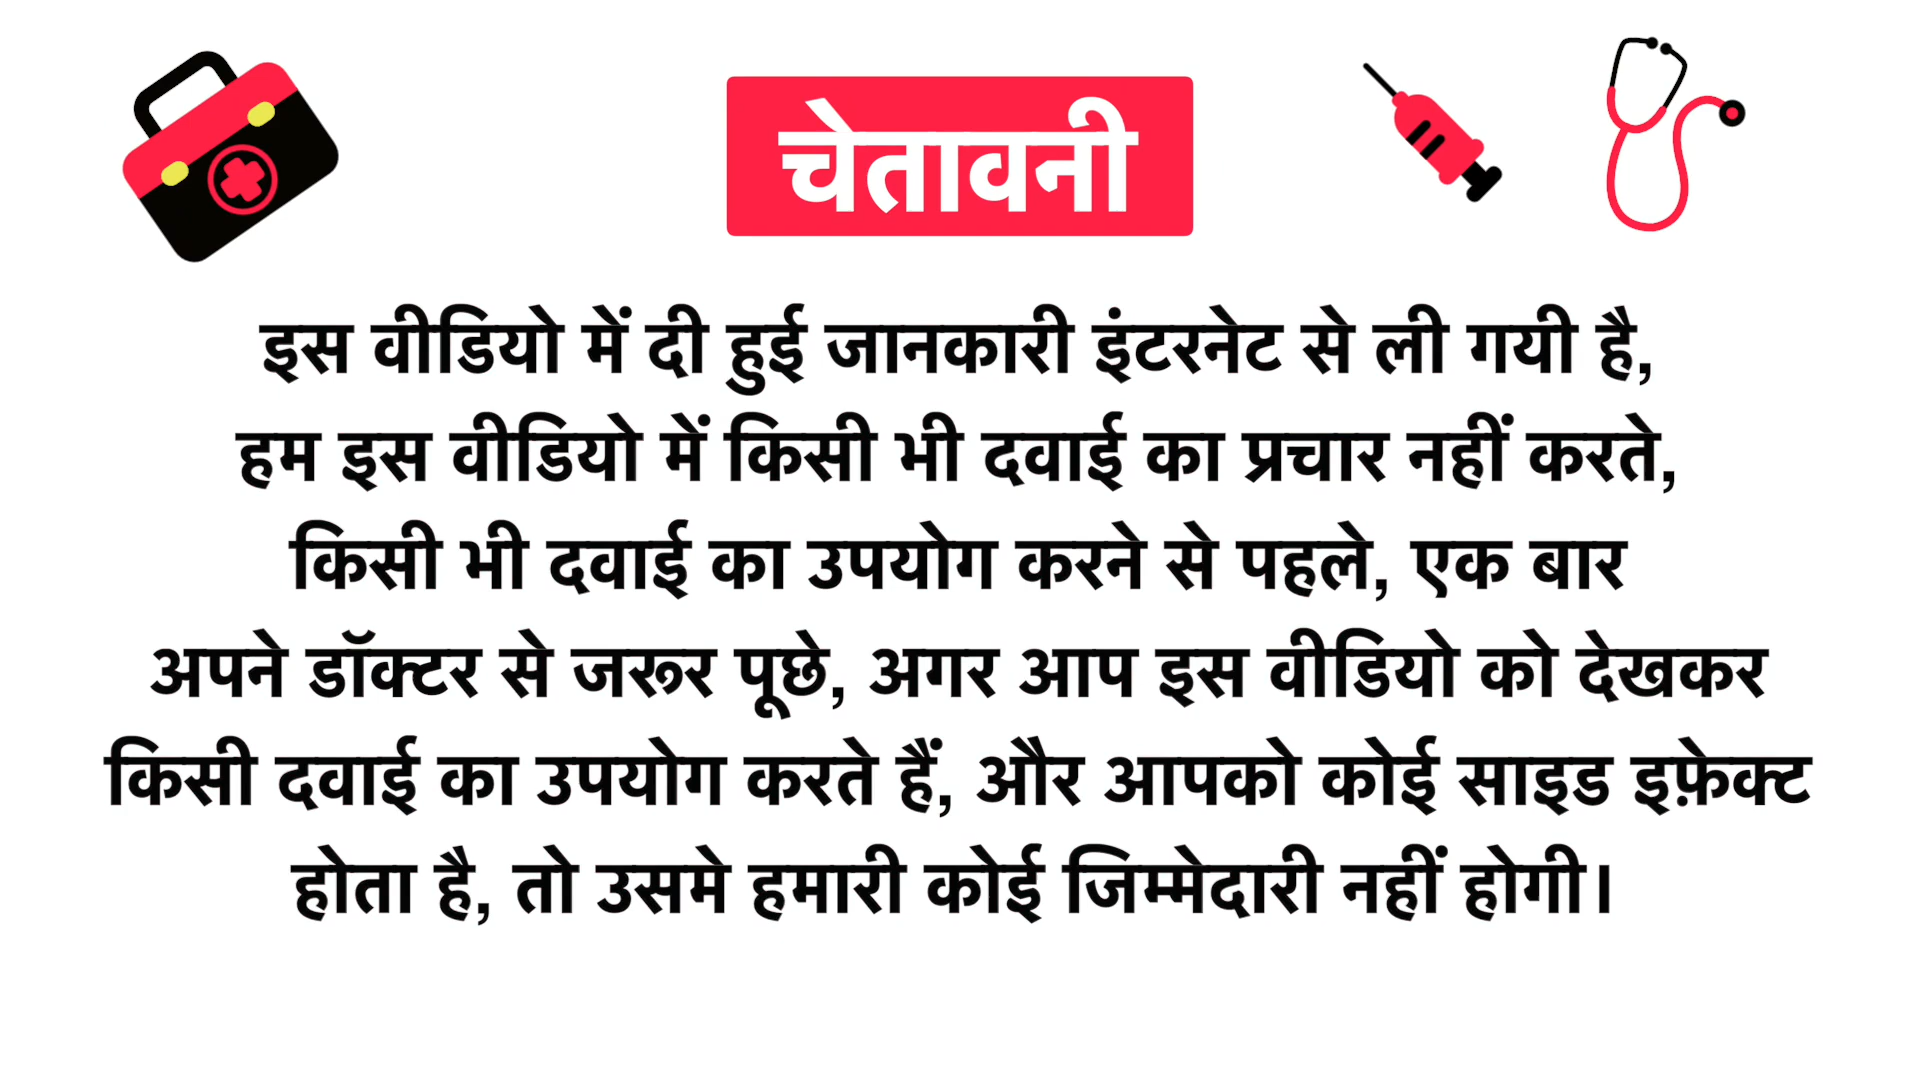 चेतावनी
इस वीडियो में दी हुई जानकारी इंटरनेट से ली गयी है,
हम इस वीडियो में किसी भी दवाई का प्रचार नहीं करते,
किसी भी दवाई का उपयोग करने से पहले, एक बार
अपने डॉक्टर से जरूर पूछे, अगर आप इस वीडियो को देखकर
किसी दवाई का उपयोग करते हैं, और आपको कोई साइड इफ़ेक्ट
होता है, तो उसमे हमारी कोई जिम्मेदारी नहीं होगी।